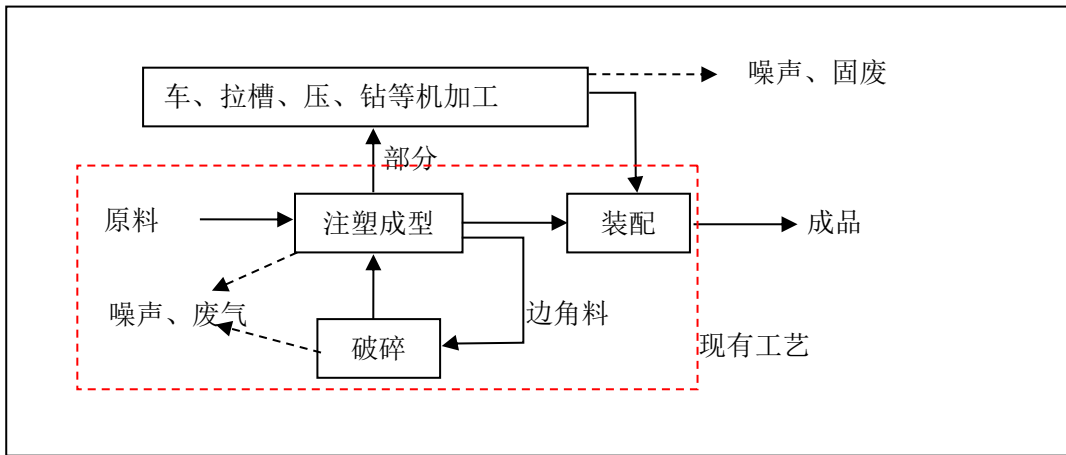 噪声、固废
车、拉槽、压、钻等机加工
部分
原料
注塑成型
装配
成品
噪声、废气
边角料
破碎
现有工艺